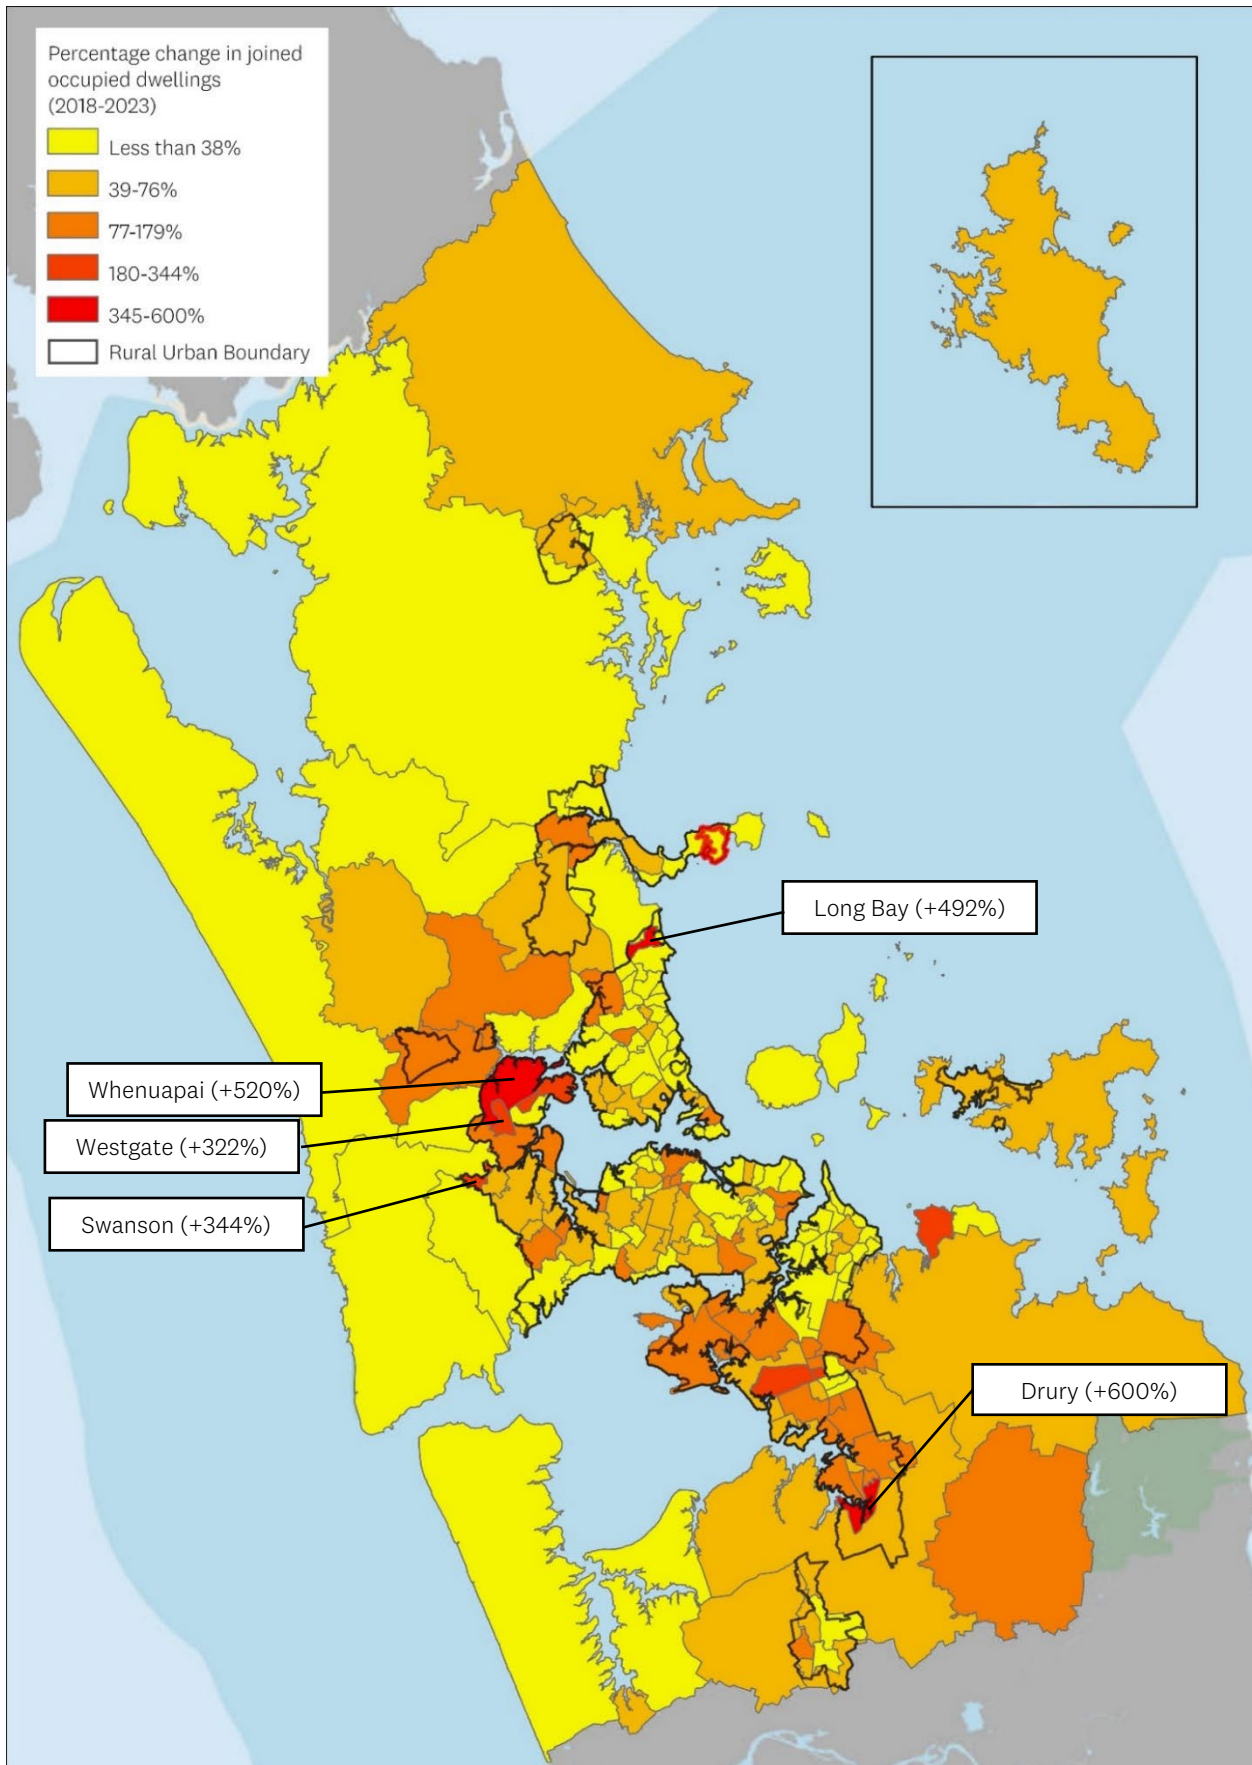 Percentage change in joined
occupied dwellings
(2018-2023)
Less than 38%
39-76%
77-179%
180-344%
345-600%
Rural Urban Boundary
Long Bay (+492%)
Whenuapai (+520%)
Westgate (+322%)
Swanson (+344%)
Drury (+600%)